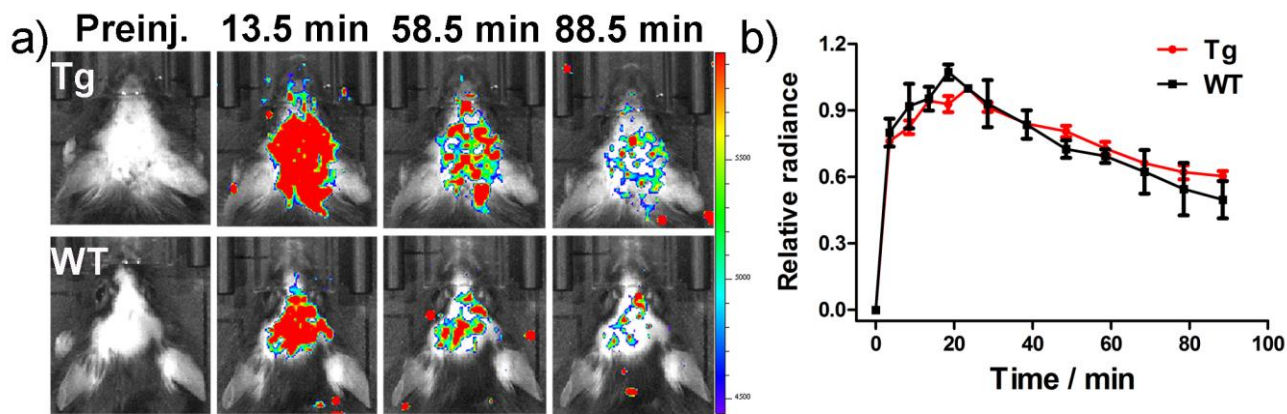 a) Preinj. 13.5 min 58.5 min 88.5 min
Tg
WT
5500
5000
4500
b)
Tg
WT
Relative radiance
1.2
0.9
0.6
0.3
0.0
0 20 40 60 80 100
Time / min